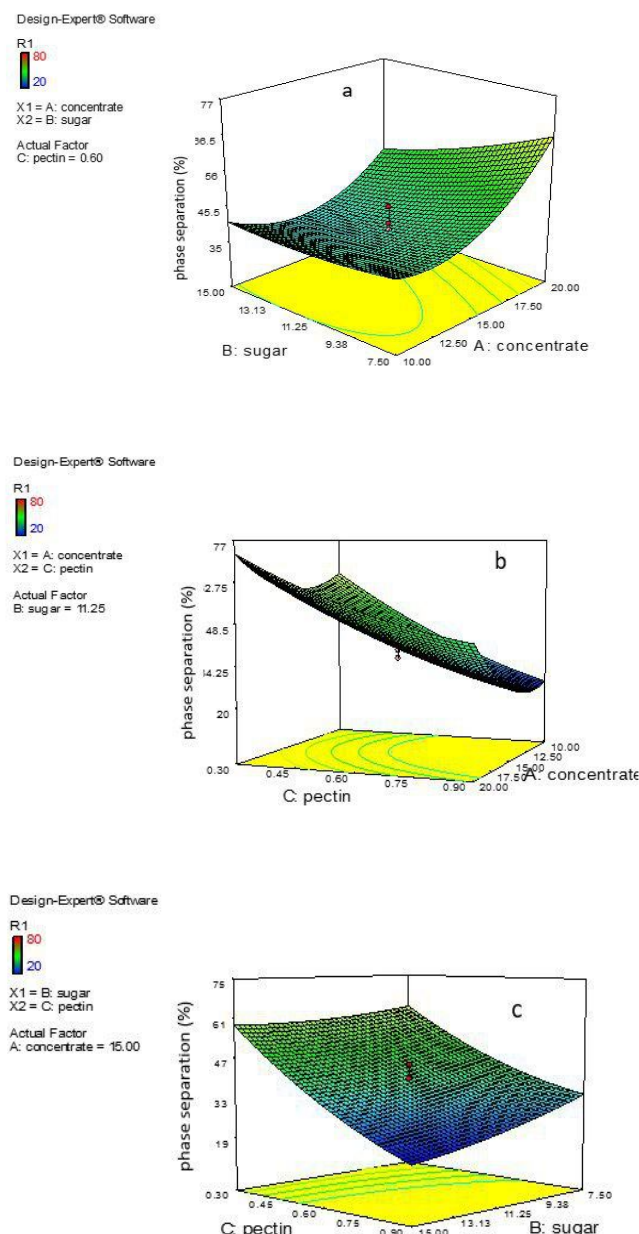 Design-Expert® Software
R1
80
20
X1 = A: concentrate
X2 = B: sugar
Actual Factor
C: pectin = 0.60
a
77
36.5
56
45.5
35
phase separation (%)
15.00
13.13
11.25
9.38
7.50
B: sugar
10.00
12.50
15.00
17.50
20.00
A: concentrate
Design-Expert® Software
R1
80
20
X1 = A: concentrate
X2 = C: pectin
Actual Factor
B: sugar = 11.25
b
77
2.75
48.5
34.25
20
phase separation (%)
0.30
0.45
0.60
0.75
0.90
C: pectin
20.00
17.50
15.00
12.50
10.00
A: concentrate
Design-Expert® Software
R1
80
20
X1 = B: sugar
X2 = C: pectin
Actual Factor
A: concentrate = 15.00
c
75
61
47
33
19
phase separation (%)
0.30
0.45
0.60
0.75
0.90
C: pectin
15.00
13.13
11.25
9.38
7.50
B: sugar